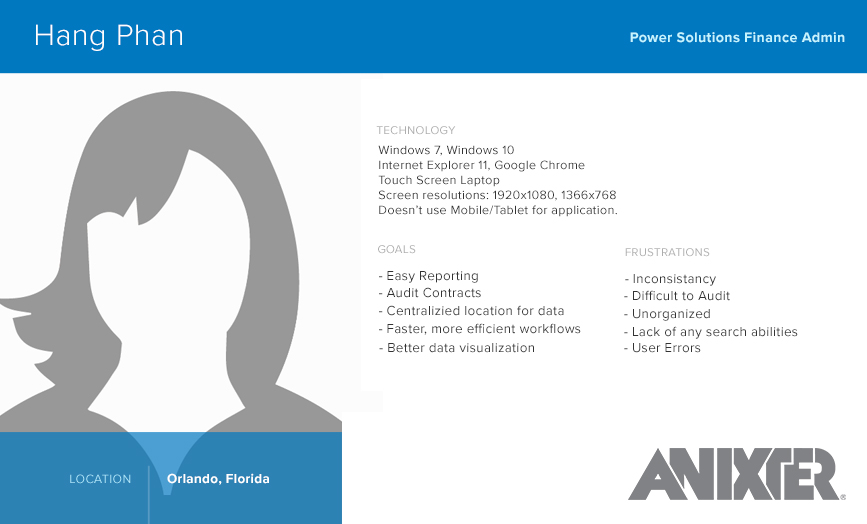 Hang Phan
Power Solutions Finance Admin
TECHNOLOGY
Windows 7, Windows 10
Internet Explorer 11, Google Chrome
Touch Screen Laptop
Screen resolutions: 1920x1080, 1366x768
Doesn't use Mobile/Tablet for application.
GOALS
- Easy Reporting
- Audit Contracts
- Centralizied location for data
- Faster, more efficient workflows
- Better data visualization
FRUSTRATIONS
- Inconsistancy
- Difficult to Audit
- Unorganized
- Lack of any search abilities
- User Errors
LOCATION
Orlando, Florida
ANIXTER®